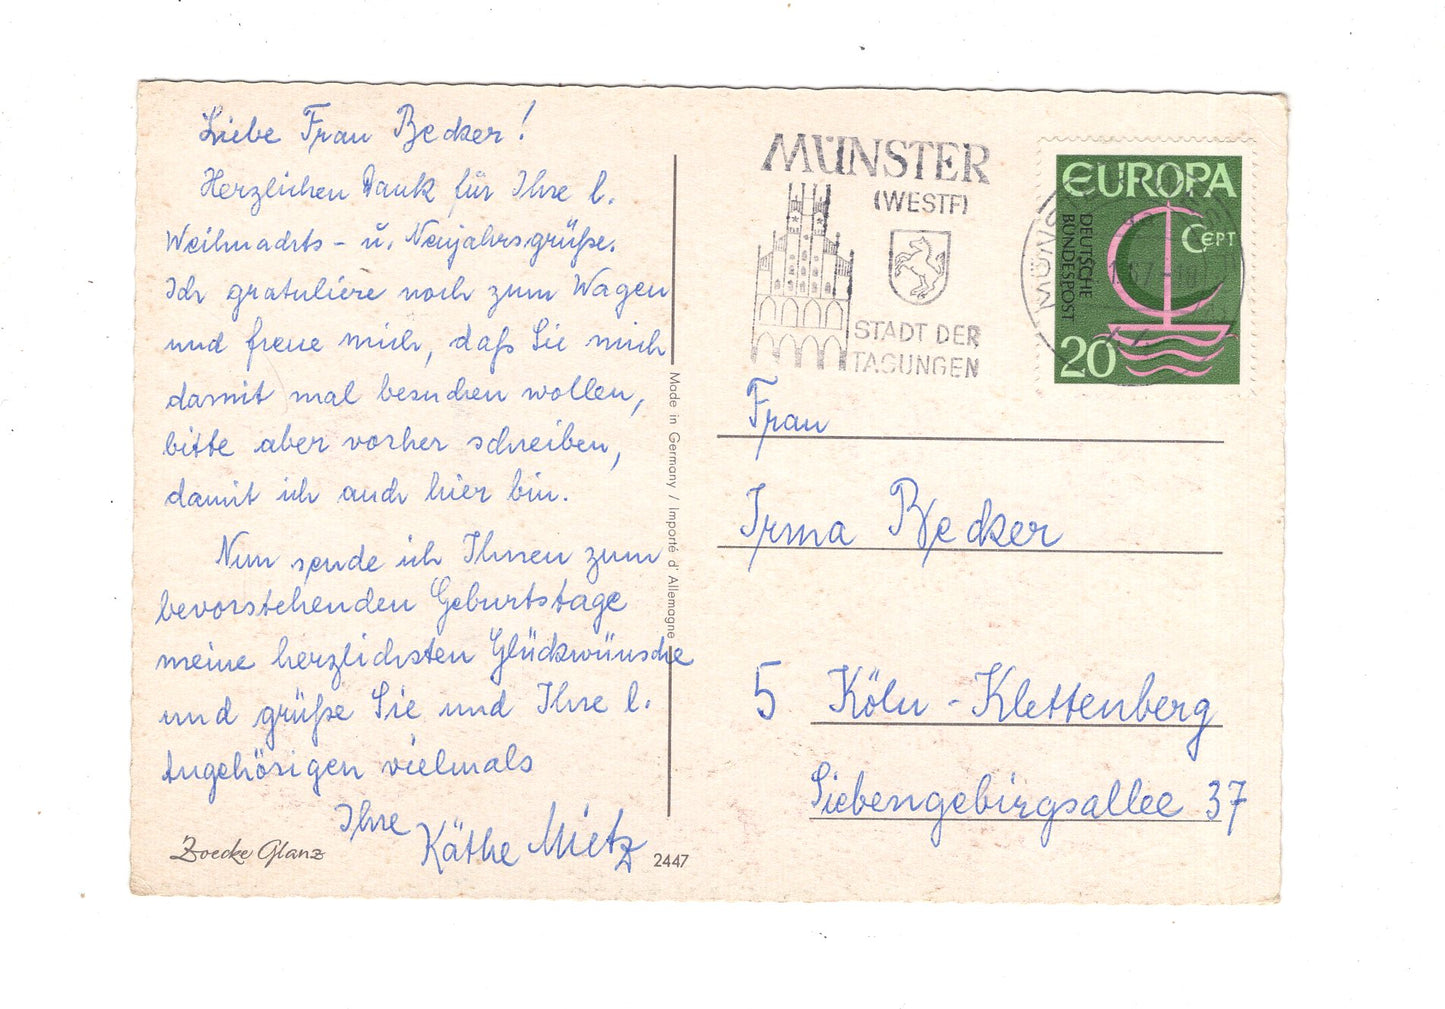 Liebe Frau Becker!
Herzlichen Dank für Ihre l.
Weihnachts- u. Neujahrsgrüße.
Ich gratuliere noch zum Wagen
und freue mich, daß Sie mich
damit mal besuchen wollen,
bitte aber vorher schreiben,
damit ich auch hier bin.
Nun sende ich Ihnen zum
bevorstehenden Geburtstage
meine herzlichsten Glückwünsche
und grüße Sie und Ihre l.
Angehörigen vielmals
Ihre
Käthe Mietz
Zoecke Glanz
2447
Made in Germany / Importé d'Allemagne
MÜNSTER
(WESTF)
STADT DER
TAGUNGEN
EUROPA
CEPT
DEUTSCHE
BUNDESPOST
20
Frau
Irma Becker
5 Köln-Klettenberg
Siebengebirgsallee 37